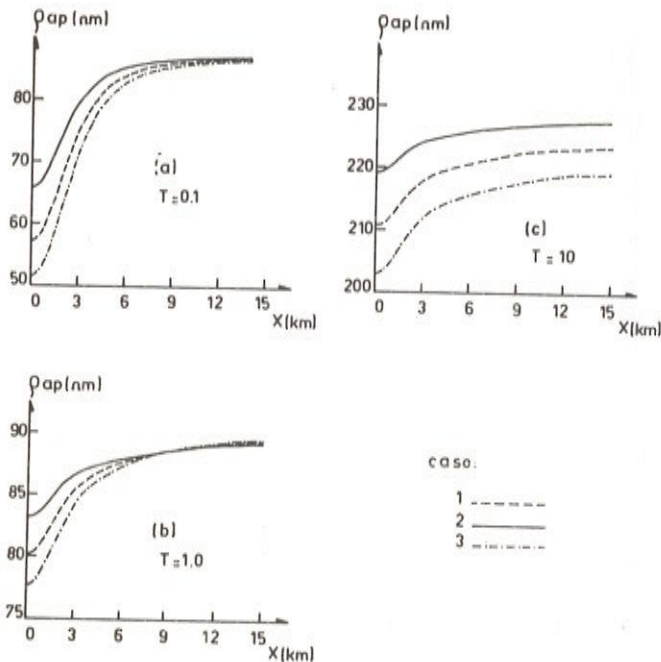 ρap (nm)
80
70
60
50
0 3 6 9 12 15
X(km)
(a)
T=0.1
ρap (nm)
230
220
210
200
0 3 6 9 12 15
X(km)
(c)
T=10
ρap (nm)
90
85
80
75
0 3 6 9 12 15
X(km)
(b)
T=1.0
caso.
1
2
3